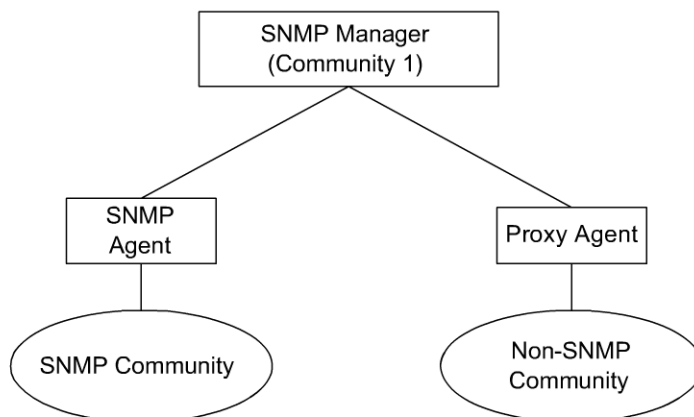 SNMP Manager
(Community 1)
SNMP
Agent
Proxy Agent
SNMP Community
Non-SNMP
Community